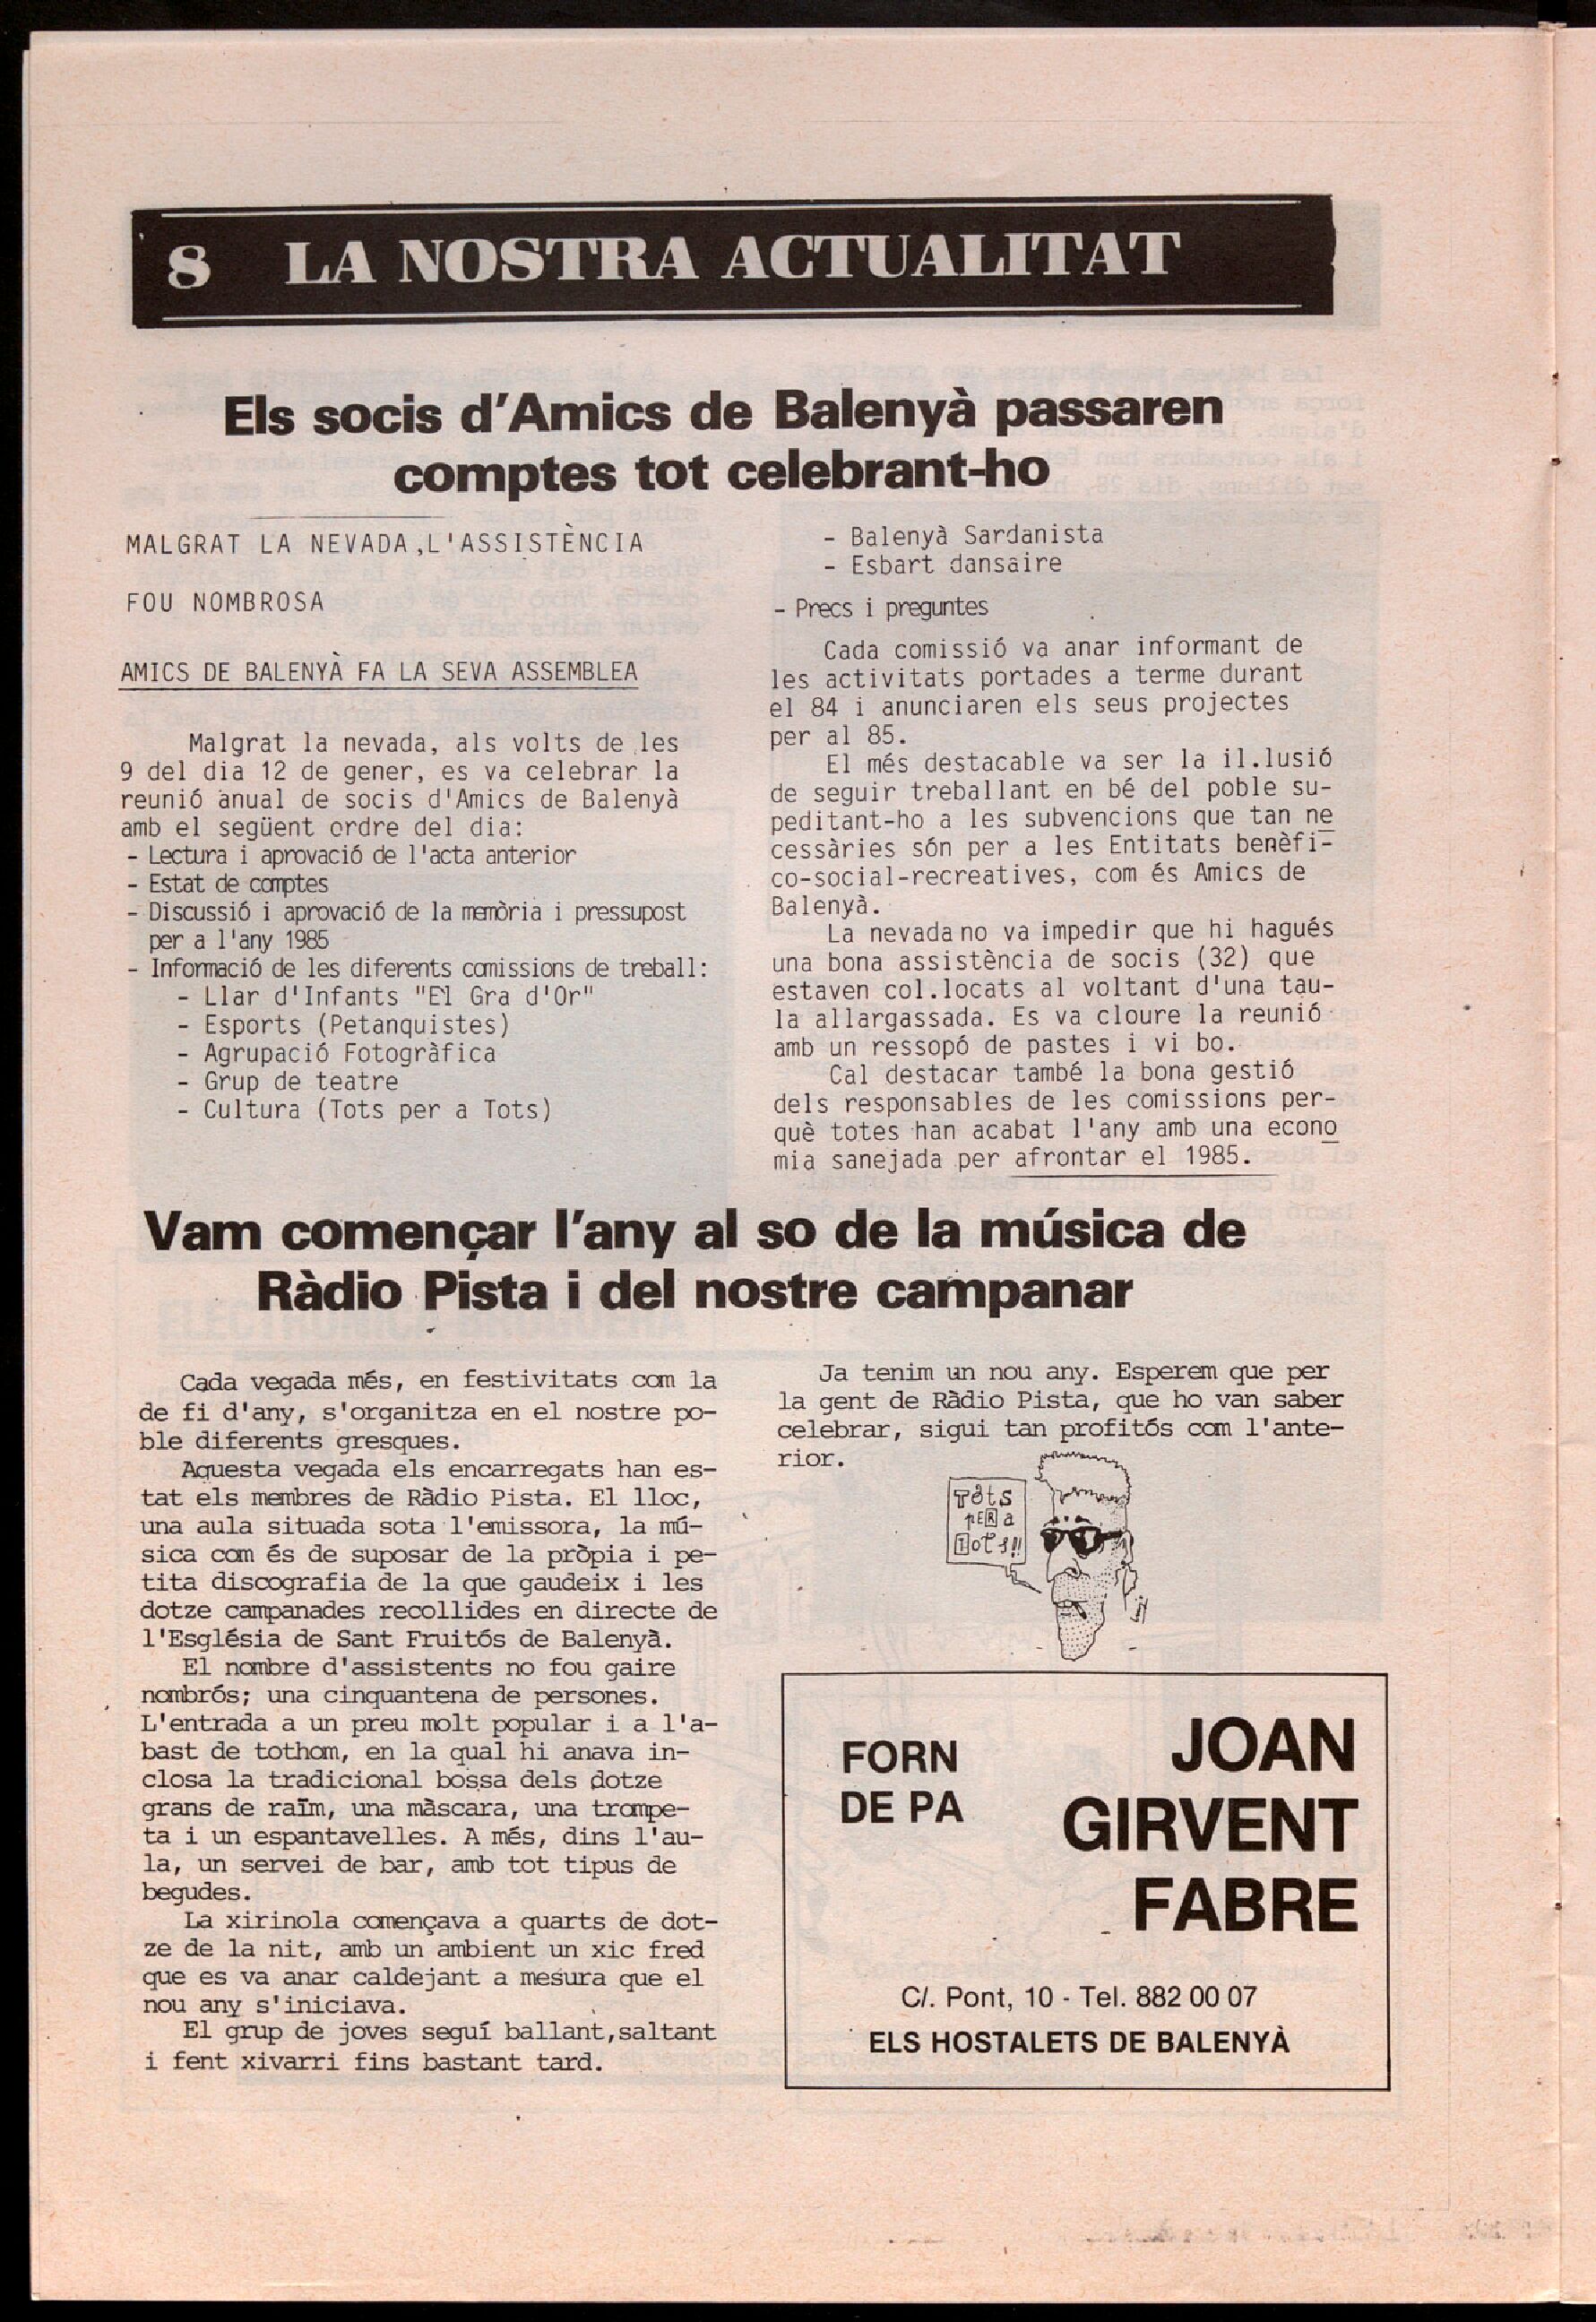 8 LA NOSTRA ACTUALITAT
Els socis d'Amics de Balenyà passaren
comptes tot celebrant-ho
MALGRAT LA NEVADA,L'ASSISTÈNCIA
FOU NOMBROSA
AMICS DE BALENYÀ FA LA SEVA ASSEMBLEA
Malgrat la nevada, als volts de les
9 del dia 12 de gener, es va celebrar la
reunió anual de socis d'Amics de Balenyà
amb el següent ordre del dia:
- Lectura i aprovació de l'acta anterior
- Estat de comptes
- Discussió i aprovació de la memòria i pressupost
per a l'any 1985
- Informació de les diferents comissions de treball:
- Llar d'Infants "El Gra d'Or"
- Esports (Petanquistes)
- Agrupació Fotogràfica
- Grup de teatre
- Cultura (Tots per a Tots)
- Balenyà Sardanista
- Esbart dansaire
- Precs i preguntes
Cada comissió va anar informant de
les activitats portades a terme durant
el 84 i anunciaren els seus projectes
per al 85.
El més destacable va ser la il.lusió
de seguir treballant en bé del poble su-
peditant-ho a les subvencions que tan ne
cessàries són per a les Entitats benèfi-
co-social-recreatives, com és Amics de
Balenyà.
La nevada no va impedir que hi hagués
una bona assistència de socis (32) que
estaven col.locats al voltant d'una tau-
la allargassada. Es va cloure la reunió
amb un ressopó de pastes i vi bo.
Cal destacar també la bona gestió
dels responsables de les comissions per-
què totes han acabat l'any amb una econo
mia sanejada per afrontar el 1985.
Vam començar l'any al so de la música de
Ràdio Pista i del nostre campanar
Cada vegada més, en festivitats com la
de fi d'any, s'organitza en el nostre po-
ble diferents gresques.
Aquesta vegada els encarregats han es-
tat els membres de Ràdio Pista. El lloc,
una aula situada sota l'emissora, la mú-
sica com és de suposar de la pròpia i pe-
tita discografia de la que gaudeix i les
dotze campanades recollides en directe de
l'Església de Sant Fruitós de Balenyà.
El nombre d'assistents no fou gaire
nombrós; una cinquantena de persones.
L'entrada a un preu molt popular i a l'a-
bast de tothom, en la qual hi anava in-
closa la tradicional bossa dels dotze
grans de raïm, una màscara, una trompe-
ta i un espantavelles. A més, dins l'au-
la, un servei de bar, amb tot tipus de
begudes.
La xirinola començava a quarts de dot-
ze de la nit, amb un ambient un xic fred
que es va anar caldejant a mesura que el
nou any s'iniciava.
El grup de joves seguí ballant,saltant
i fent xivarri fins bastant tard.
Ja tenim un nou any. Esperem que per
la gent de Ràdio Pista, que ho van saber
celebrar, sigui tan profitós com l'ante-
rior.
Tots
PER a
Tots!!
FORN
DE PA
JOAN
GIRVENT
FABRE
C/. Pont, 10 - Tel. 882 00 07
ELS HOSTALETS DE BALENYÀ